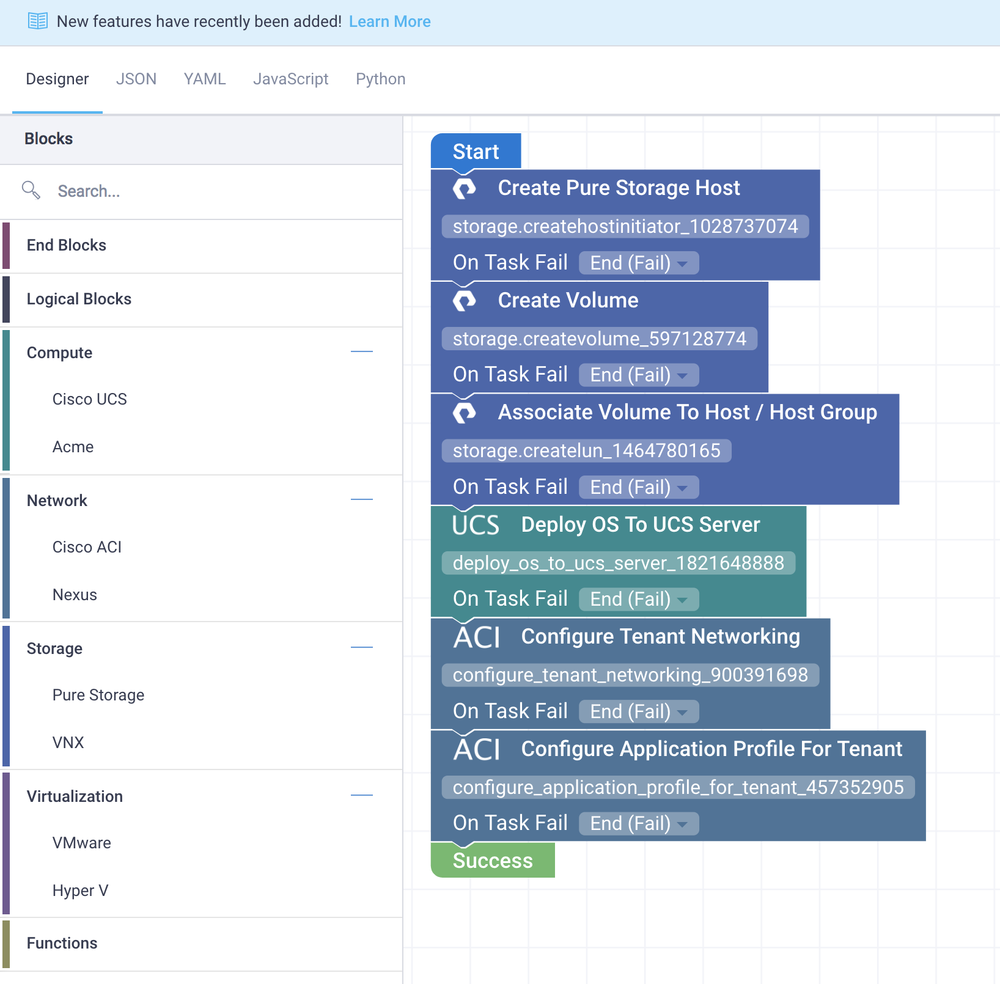 New features have recently been added! Learn More
Designer JSON YAML JavaScript Python
Blocks
Search...
End Blocks
Logical Blocks
Compute
Cisco UCS
Acme
Network
Cisco ACI
Nexus
Storage
Pure Storage
VNX
Virtualization
VMware
Hyper V
Functions
Start
Create Pure Storage Host
storage.createhostinitiator_1028737074
On Task Fail End (Fail)
Create Volume
storage.createvolume_597128774
On Task Fail End (Fail)
Associate Volume To Host / Host Group
storage.createlun_1464780165
On Task Fail End (Fail)
UCS Deploy OS To UCS Server
deploy_os_to_ucs_server_1821648888
On Task Fail End (Fail)
ACI Configure Tenant Networking
configure_tenant_networking_900391698
On Task Fail End (Fail)
ACI Configure Application Profile For Tenant
configure_application_profile_for_tenant_457352905
On Task Fail End (Fail)
Success